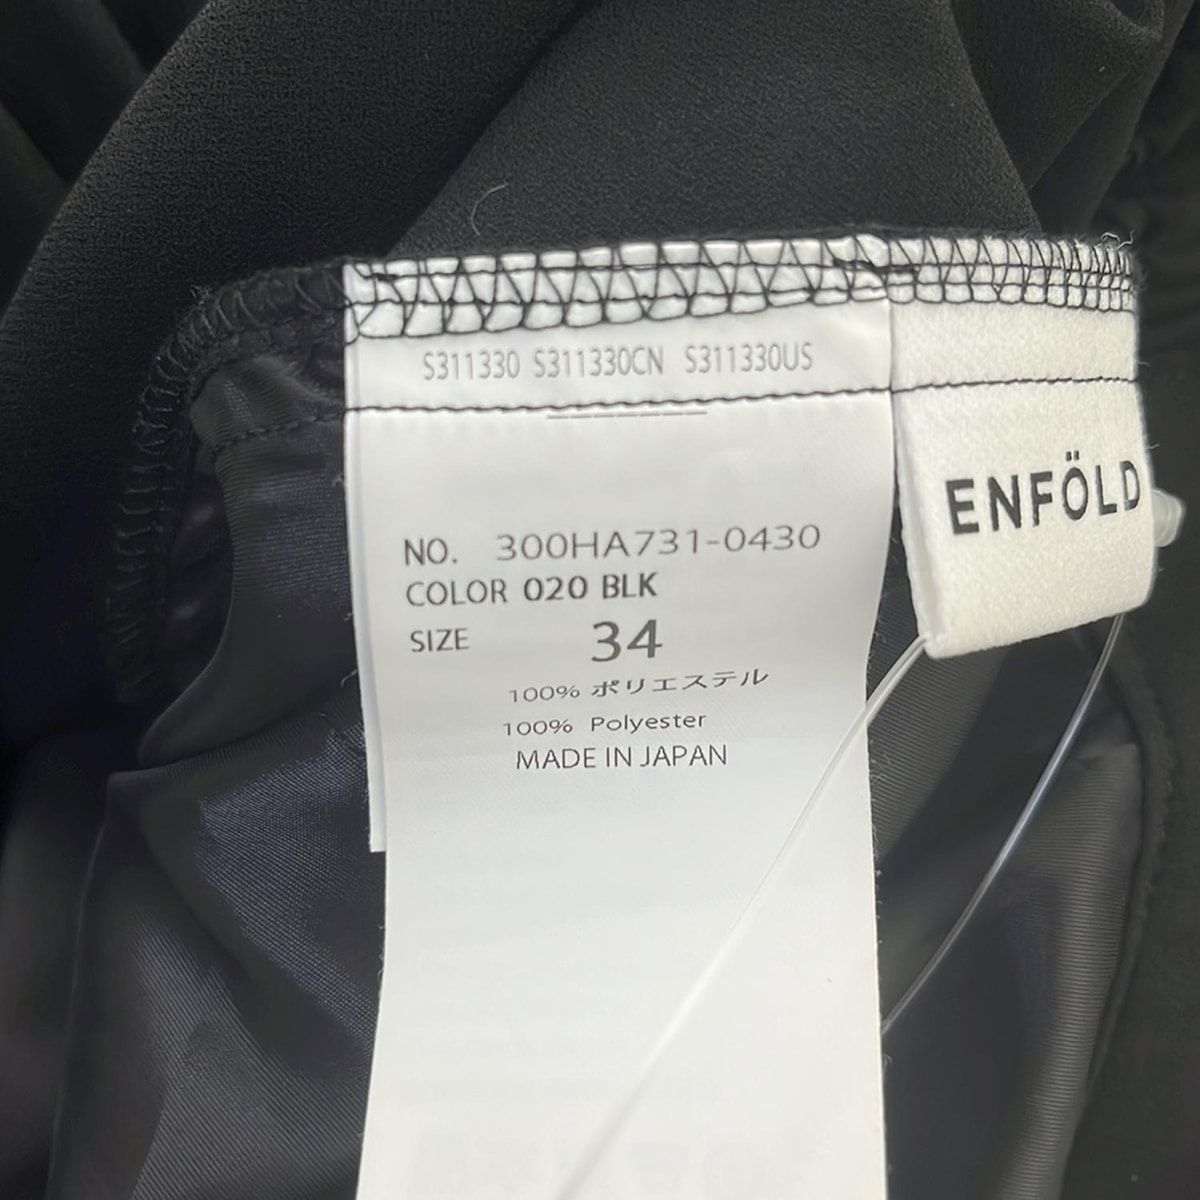 S311330 S311330CN S311330US
ENFÖLD
NO. 300HA731-0430
COLOR 020 BLK
SIZE 34
100% ポリエステル
100% Polyester
MADE IN JAPAN